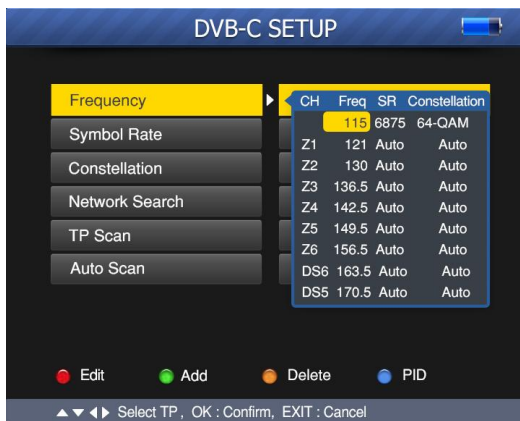 DVB-C SETUP
Frequency
Symbol Rate
Constellation
Network Search
TP Scan
Auto Scan
CH Freq SR Constellation
115 6875 64-QAM
Z1 121 Auto Auto
Z2 130 Auto Auto
Z3 136.5 Auto Auto
Z4 142.5 Auto Auto
Z5 149.5 Auto Auto
Z6 156.5 Auto Auto
DS6 163.5 Auto Auto
DS5 170.5 Auto Auto
Edit Add Delete PID
▲▼◀▶ Select TP, OK : Confirm, EXIT : Cancel